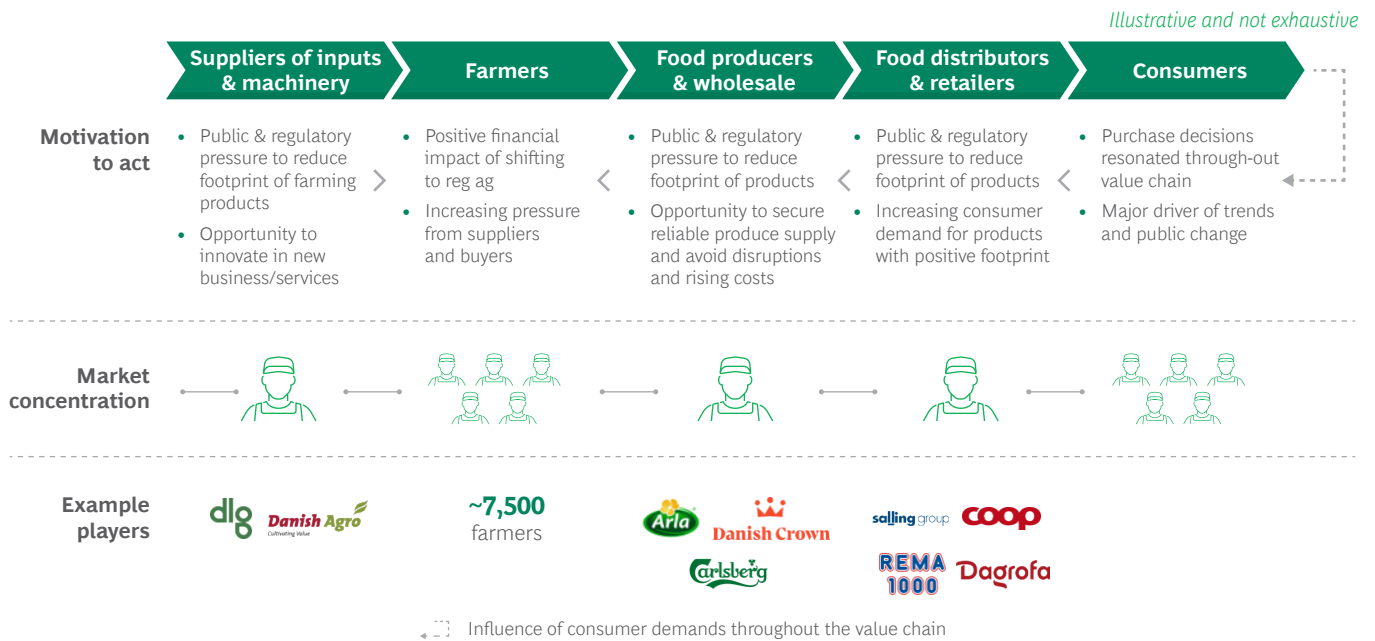 Illustrative and not exhaustive
Suppliers of inputs
& machinery
Farmers
Food producers
& wholesale
Food distributors
& retailers
Consumers
Motivation
to act
• Public & regulatory
pressure to reduce
footprint of farming
products
• Opportunity to
innovate in new
business/services
• Positive financial
impact of shifting
to reg ag
• Increasing pressure
from suppliers
and buyers
• Public & regulatory
pressure to reduce
footprint of products
• Opportunity to secure
reliable produce supply
and avoid disruptions
and rising costs
• Public & regulatory
pressure to reduce
footprint of products
• Increasing consumer
demand for products
with positive footprint
• Purchase decisions
resonated through-out
value chain
• Major driver of trends
and public change
Market
concentration
Example
players
dlg
Danish Agro
Cultivating Value
~7,500
farmers
Arla
Danish Crown
Carlsberg
salling group
coop
REMA
1000
Dagrofa
Influence of consumer demands throughout the value chain